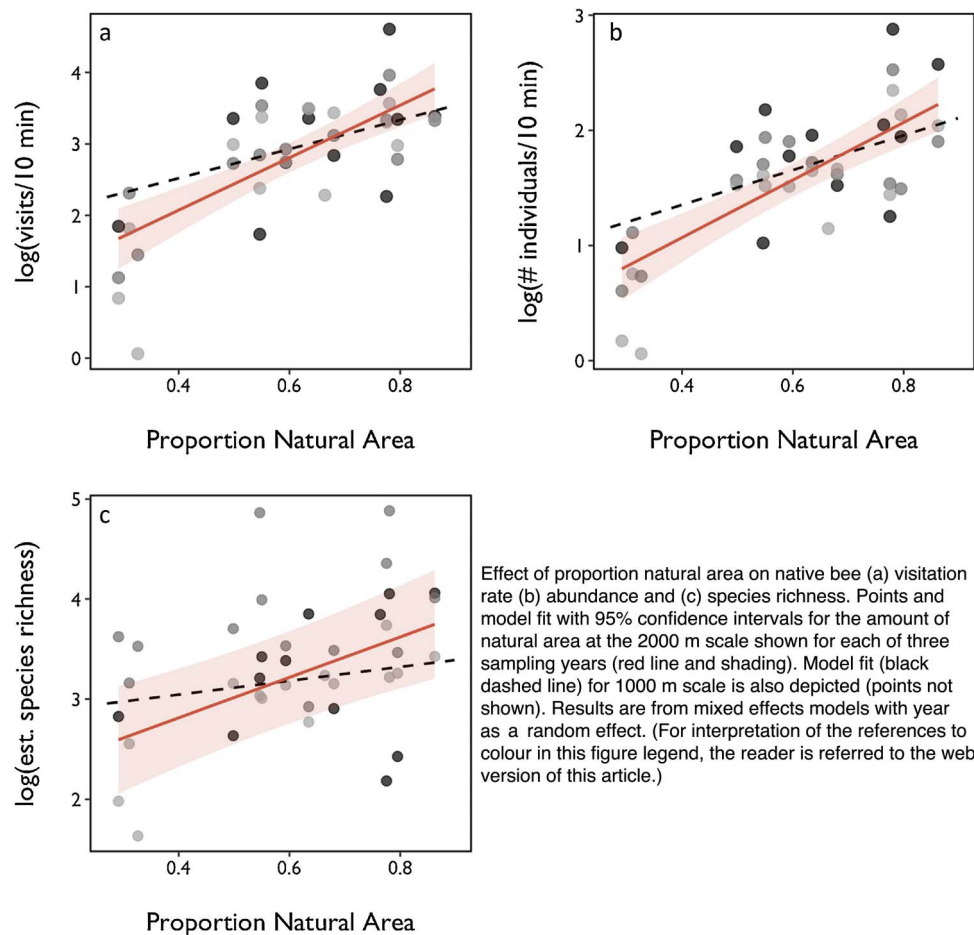 a
log(visits/10 min)
4
3
2
1
0
0.4 0.6 0.8
Proportion Natural Area
b
log(# individuals/10 min)
3
2
1
0
0.4 0.6 0.8
Proportion Natural Area
c
log(est. species richness)
5
4
3
2
0.4 0.6 0.8
Proportion Natural Area
Effect of proportion natural area on native bee (a) visitation
rate (b) abundance and (c) species richness. Points and
model fit with 95% confidence intervals for the amount of
natural area at the 2000 m scale shown for each of three
sampling years (red line and shading). Model fit (black
dashed line) for 1000 m scale is also depicted (points not
shown). Results are from mixed effects models with year
as a random effect. (For interpretation of the references to
colour in this figure legend, the reader is referred to the web
version of this article.)